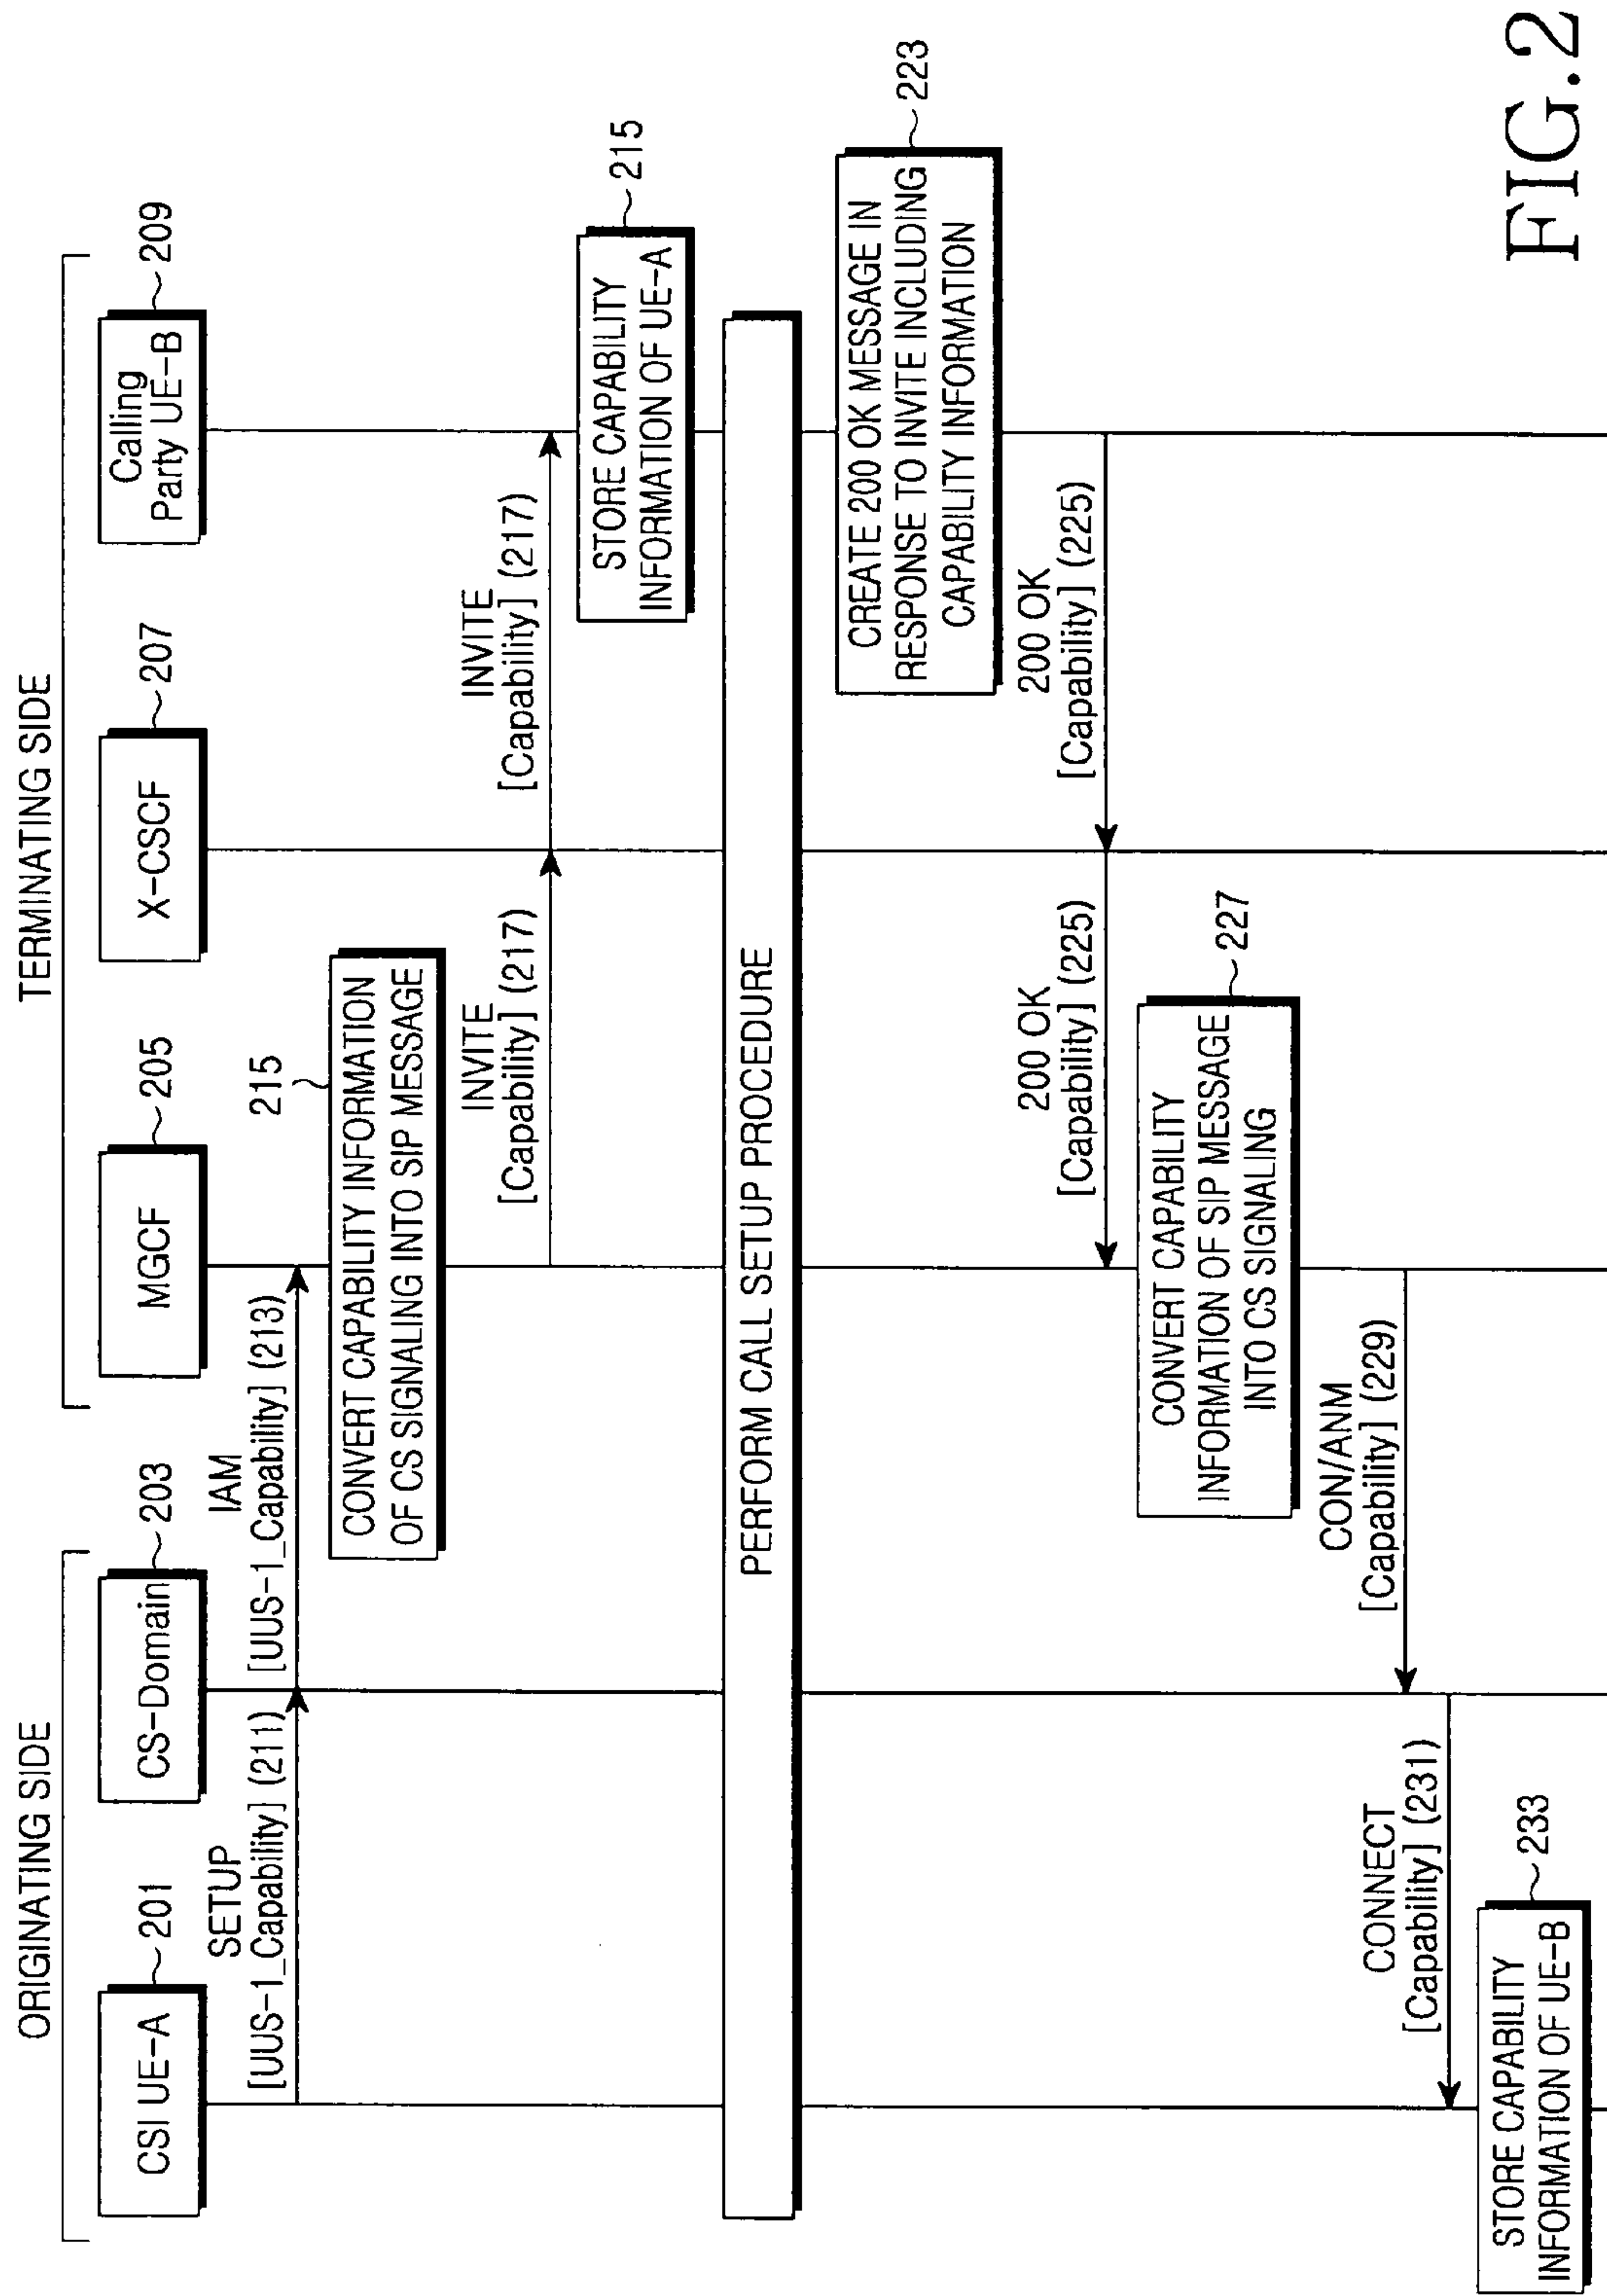 ORIGINATING SIDE
TERMINATING SIDE
CSI UE-A
201
CS-Domain
203
MGCF
205
X-CSCF
207
Calling
Party UE-B
209
SETUP
[UUS-1_Capability] (211)
IAM
[UUS-1_Capability] (213)
215
CONVERT CAPABILITY INFORMATION
OF CS SIGNALING INTO SIP MESSAGE
INVITE
[Capability] (217)
INVITE
[Capability] (217)
STORE CAPABILITY
INFORMATION OF UE-A
215
PERFORM CALL SETUP PROCEDURE
CREATE 200 OK MESSAGE IN
RESPONSE TO INVITE INCLUDING
CAPABILITY INFORMATION
223
200 OK
[Capability] (225)
200 OK
[Capability] (225)
CONVERT CAPABILITY
INFORMATION OF SIP MESSAGE
INTO CS SIGNALING
227
CON/ANM
[Capability] (229)
CONNECT
[Capability] (231)
STORE CAPABILITY
INFORMATION OF UE-B
233
FIG.2